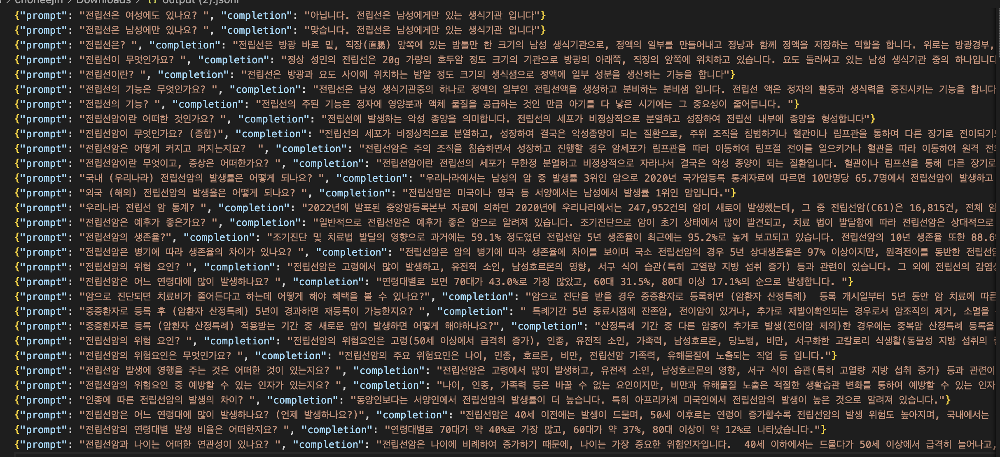 choheejin > Downloads > {} output (2).jsonl
{"prompt": "전립선은 여성에도 있나요? ", "completion": "아닙니다. 전립선은 남성에게만 있는 생식기관 입니다"}
{"prompt": "전립선은 남성에만 있나요? ", "completion": "맞습니다. 전립선은 남성에게만 있는 생식기관 입니다"}
{"prompt": "전립선은? ", "completion": "전립선은 방광 바로 밑, 직장(直腸) 앞쪽에 있는 밤톨만 한 크기의 남성 생식기관으로, 정액의 일부를 만들어내고 정낭과 함께 정액을 저장하는 역할을 합니다. 위로는 방광경부,
{"prompt": "전립선이 무엇인가요? ", "completion": "정상 성인의 전립선은 20g 가량의 호두알 정도 크기의 기관으로 방광의 아래쪽, 직장의 앞쪽에 위치하고 있습니다. 요도 둘러싸고 있는 남성 생식기관 중의 하나입니다
{"prompt": "전립선이란? ", "completion": "전립선은 방광과 요도 사이에 위치하는 밤알 정도 크기의 생식샘으로 정액에 일부 성분을 생산하는 기능을 합니다"}
{"prompt": "전립선의 기능은 무엇인가요? ", "completion": "전립선은 남성 생식기관중의 하나로 정액의 일부인 전립선액을 생성하고 분비하는 분비샘 입니다. 전립선 액은 정자의 활동과 생식력을 증진시키는 기능을 합니다
{"prompt": "전립선의 기능? ", "completion": "전립선의 주된 기능은 정자에 영양분과 액체 물질을 공급하는 것인 만큼 아기를 다 낳은 시기에는 그 중요성이 줄어듭니다. "}
{"prompt": "전립선암이란 어떠한 것인가요? ", "completion": "전립선에 발생하는 악성 종양을 의미합니다. 전립선의 세포가 비정상적으로 분열하고 성장하여 전립선 내부에 종양을 형성합니다"}
{"prompt": "전립선암이 무엇인가요? (종합)", "completion": "전립선의 세포가 비정상적으로 분열하고, 성장하여 결국은 악성종양이 되는 질환으로, 주위 조직을 침범하거나 혈관이나 림프관을 통하여 다른 장기로 전이되기
{"prompt": "전립선암은 어떻게 커지고 퍼지는지요?  ", "completion": "전립선암은 주의 조직을 침습하면서 성장하고 진행할 경우 암세포가 림프관을 따라 이동하여 림프절 전이를 일으키거나 혈관을 따라 이동하여 원격 전
{"prompt": "전립선암이란 무엇이고, 증상은 어떠한가요? ", "completion": "전립선암이란 전립선의 세포가 무한정 분열하고 비정상적으로 자라나서 결국은 악성 종양이 되는 질환입니다. 혈관이나 림프선을 통해 다른 장기로
{"prompt": "국내 (우리나라) 전립선암의 발생률은 어떻게 되나요? ", "completion": "우리나라에서는 남성의 암 중 발생률 3위인 암으로 2020년 국가암등록 통계자료에 따르면 10만명당 65.7명에서 전립선암이 발생하고
{"prompt": "외국 (해외) 전립선암의 발생율은 어떻게 되나요? ", "completion": "전립선암은 미국이나 영국 등 서양에서는 남성에서 발생률 1위인 암입니다."}
{"prompt": "우리나라 전립선 암 통계? ", "completion": "2022년에 발표된 중앙암등록본부 자료에 의하면 2020년에 우리나라에서는 247,952건의 암이 새로이 발생했는데, 그 중 전립선암(C61)은 16,815건, 전체 암
{"prompt": "전립선암은 예후가 좋은가요? ", "completion": "일반적으로 전립선암은 예후가 좋은 암으로 알려져 있습니다. 조기진단으로 암이 초기 상태에서 많이 발견되고, 치료 법이 발달함에 따라 전립선암은 상대적으로
{"prompt": "전립선암의 생존율?", "completion": "조기진단 및 치료법 발달의 영향으로 과거에는 59.1% 정도였던 전립선암 5년 생존율이 최근에는 95.2%로 높게 보고되고 있습니다. 전립선암의 10년 생존율 또한 88.6
{"prompt": "전립선암은 병기에 따라 생존율의 차이가 있나요? ", "completion": "전립선암은 암의 병기에 따라 생존율에 차이를 보이며 국소 전립선암의 경우 5년 상대생존율은 97% 이상이지만, 원격전이를 동반한 전립선암
{"prompt": "전립선암의 위험 요인? ", "completion": "전립선암은 고령에서 많이 발생하고, 유전적 소인, 남성호르몬의 영향, 서구 식이 습관(특히 고열량 지방 섭취 증가) 등과 관련이 있습니다. 그 외에 전립선의 감염
{"prompt": "전립선암은 어느 연령대에 많이 발생하나요? ", "completion": "연령대별로 보면 70대가 43.0%로 가장 많았고, 60대 31.5%, 80대 이상 17.1%의 순으로 발생합니다. "}
{"prompt": "암으로 진단되면 치료비가 줄어든다고 하는데 어떻게 해야 혜택을 볼 수 있나요?", "completion": "암으로 진단을 받을 경우 중증환자로 등록하면 (암환자 산정특례)  등록 개시일부터 5년 동안 암 치료에 따른
{"prompt": "중증환자로 등록 후 (암환자 산정특례) 5년이 경과하면 재등록이 가능한지요? ", "completion": " 특례기간 5년 종료시점에 잔존암, 전이암이 있거나, 추가로 재발이확인되는 경우로서 암조직의 제거, 소멸을
{"prompt": "중증환자로 등록 (암환자 산정특례) 적용받는 기간 중 새로운 암이 발생하면 어떻게 해야하나요?", "completion": "산정특례 기간 중 다른 암종이 추가로 발생(전이암 제외)한 경우에는 중복암 산정특례 등록을
{"prompt": "전립선암의 위험 요인? ", "completion": "전립선암의 위험요인은 고령(50세 이상에서 급격히 증가), 인종, 유전적 소인, 가족력, 남성호르몬, 당뇨병, 비만, 서구화한 고칼로리 식생활(동물성 지방 섭취의
{"prompt": "전립선암의 위험요인은 무엇인가요? ", "completion": "전립선암의 주요 위험요인은 나이, 인종, 호르몬, 비만, 전립선암 가족력, 유해물질에 노출되는 직업 등 입니다."}
{"prompt": "전립선암 발생에 영행을 주는 것은 어떠한 것이 있는지요? ", "completion": "전립선암은 고령에서 많이 발생하고, 유전적 소인, 남성호르몬의 영향, 서구 식이 습관(특히 고열량 지방 섭취 증가) 등과 관련이
{"prompt": "전립선암의 위험요인 중 예방할 수 있는 인자가 있는지요? ", "completion": "나이, 인종, 가족력 등은 바꿀 수 없는 요인이지만, 비만과 유해물질 노출은 적절한 생활습관 변화를 통하여 예방할 수 있는 인자
{"prompt": "인종에 따른 전립선암의 발생의 차이? ", "completion": "동양인보다는 서양인에서 전립선암의 발생률이 더 높습니다. 특히 아프리카계 미국인에서 전립선암의 발생이 높은 것으로 알려져 있습니다."}
{"prompt": "전립선암은 어느 연령대에 많이 발생하나요? (언제 발생하나요?)", "completion": "전립선암은 40세 이전에는 발생이 드물며, 50세 이후로는 연령이 증가할수록 전립선암의 발생 위험도 높아지며, 국내에서는
{"prompt": "전립선암의 연령대별 발생 비율은 어떠한지요? ", "completion": "연령대별로 70대가 약 40%로 가장 많고, 60대가 약 37%, 80대 이상이 약 12%로 나타났습니다."}
{"prompt": "전립선암과 나이는 어떠한 연관성이 있나요? ", "completion": "전립선암은 나이에 비례하여 증가하기 때문에, 나이는 가장 중요한 위험인자입니다.  40세 이하에서는 드물다가 50세 이상에서 급격히 늘어나고,